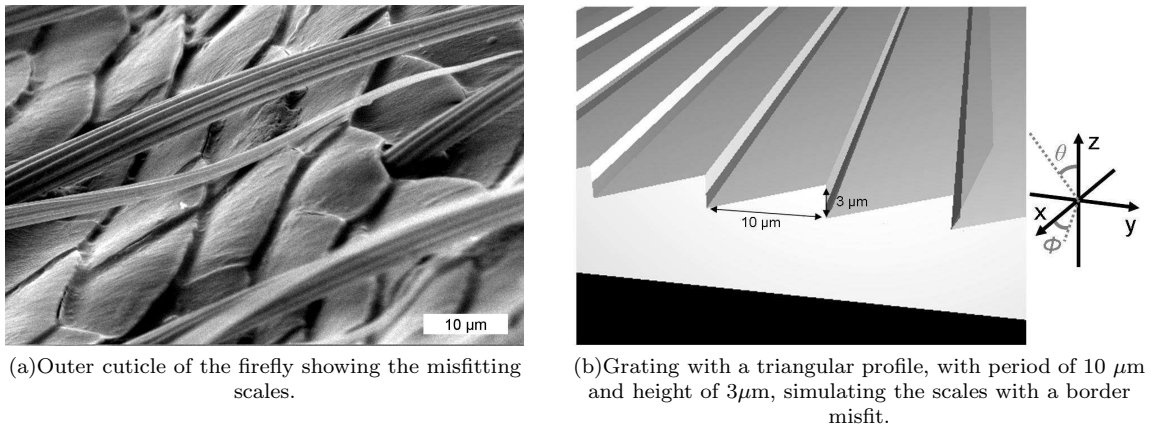 10 µm
(a)Outer cuticle of the firefly showing the misfitting
scales.
3 µm
10 µm
θ
z
x
y
Φ
(b)Grating with a triangular profile, with period of 10 µm
and height of 3µm, simulating the scales with a border
misfit.